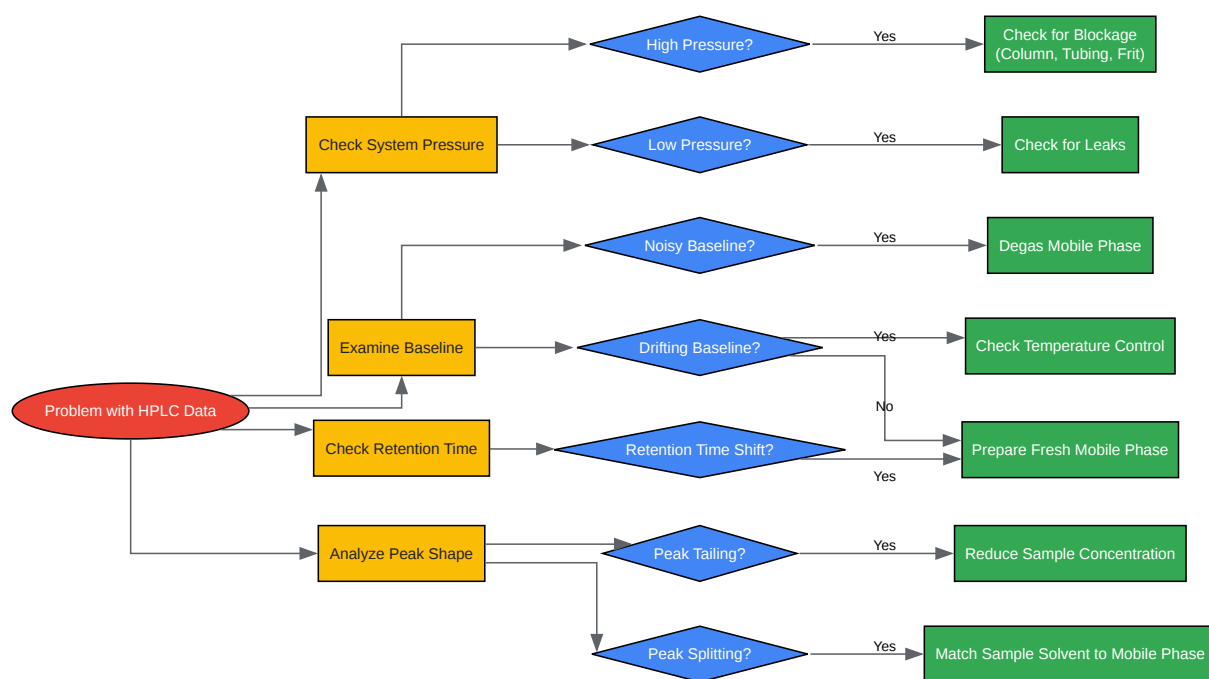 High Pressure?
Yes
Check for Blockage
(Column, Tubing, Frit)
Check System Pressure
Low Pressure?
Yes
Check for Leaks
Noisy Baseline?
Yes
Degas Mobile Phase
Examine Baseline
Drifting Baseline?
Yes
Check Temperature Control
No
Problem with HPLC Data
Check Retention Time
Retention Time Shift?
Yes
Prepare Fresh Mobile Phase
Analyze Peak Shape
Peak Tailing?
Yes
Reduce Sample Concentration
Peak Splitting?
Yes
Match Sample Solvent to Mobile Phase